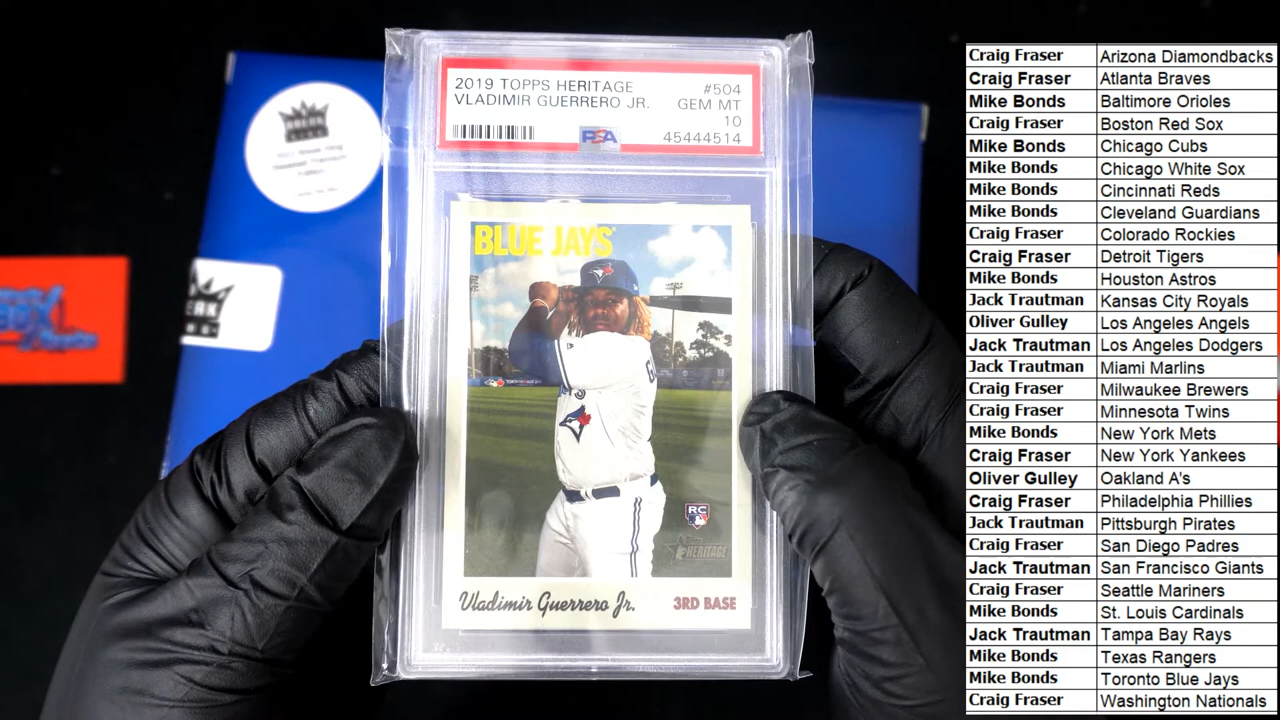 2019 TOPPS HERITAGE #504
VLADIMIR GUERRERO JR. GEM MT
10
PSA 45444514
BLUE JAYS
RC
HERITAGE
Vladimir Guerrero Jr. 3RD BASE
BREAK
Craig Fraser Arizona Diamondbacks
Craig Fraser Atlanta Braves
Mike Bonds Baltimore Orioles
Craig Fraser Boston Red Sox
Mike Bonds Chicago Cubs
Mike Bonds Chicago White Sox
Mike Bonds Cincinnati Reds
Mike Bonds Cleveland Guardians
Craig Fraser Colorado Rockies
Craig Fraser Detroit Tigers
Mike Bonds Houston Astros
Jack Trautman Kansas City Royals
Oliver Gulley Los Angeles Angels
Jack Trautman Los Angeles Dodgers
Jack Trautman Miami Marlins
Craig Fraser Milwaukee Brewers
Craig Fraser Minnesota Twins
Mike Bonds New York Mets
Craig Fraser New York Yankees
Oliver Gulley Oakland A's
Craig Fraser Philadelphia Phillies
Jack Trautman Pittsburgh Pirates
Craig Fraser San Diego Padres
Jack Trautman San Francisco Giants
Craig Fraser Seattle Mariners
Mike Bonds St. Louis Cardinals
Jack Trautman Tampa Bay Rays
Mike Bonds Texas Rangers
Mike Bonds Toronto Blue Jays
Craig Fraser Washington Nationals